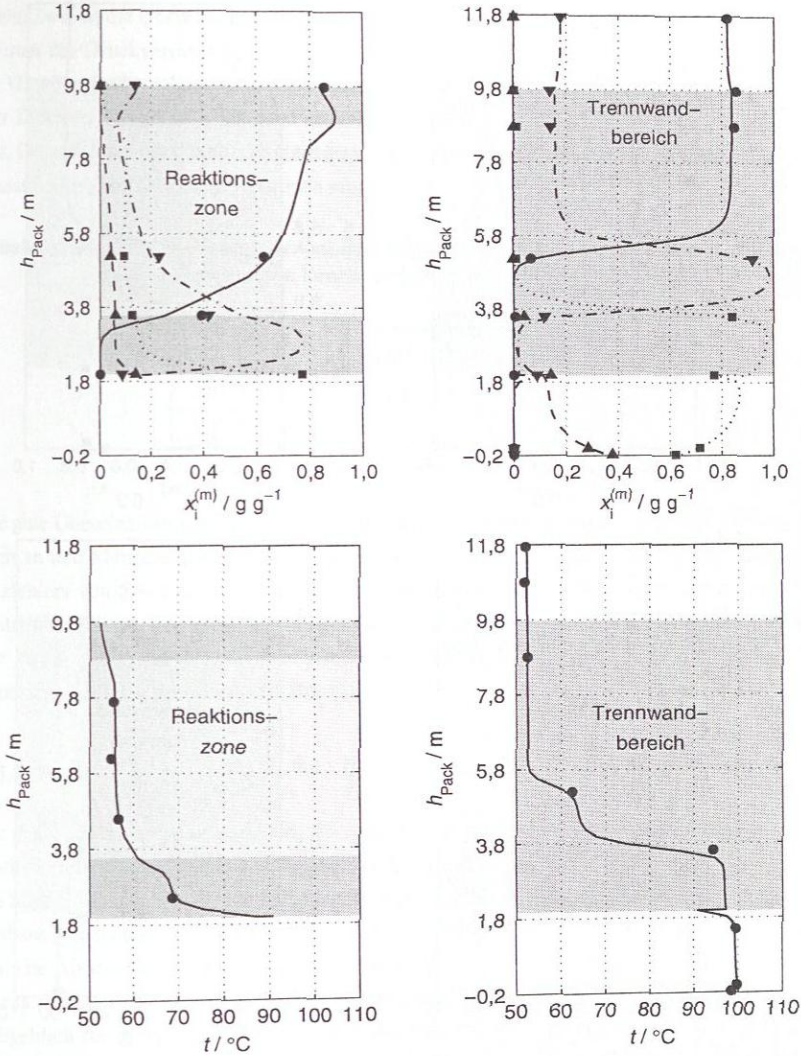 11,8
9,8
7,8
5,8
3,8
1,8
−0,2
h_Pack / m
Reaktions–
zone
0 0,2 0,4 0,6 0,8 1,0
x_i^(m) / g g⁻¹
11,8
9,8
7,8
5,8
3,8
1,8
−0,2
h_Pack / m
Trennwand–
bereich
0 0,2 0,4 0,6 0,8 1,0
x_i^(m) / g g⁻¹
11,8
9,8
7,8
5,8
3,8
1,8
−0,2
h_Pack / m
Reaktions–
zone
50 60 70 80 90 100 110
t / °C
11,8
9,8
7,8
5,8
3,8
1,8
−0,2
h_Pack / m
Trennwand–
bereich
50 60 70 80 90 100 110
t / °C